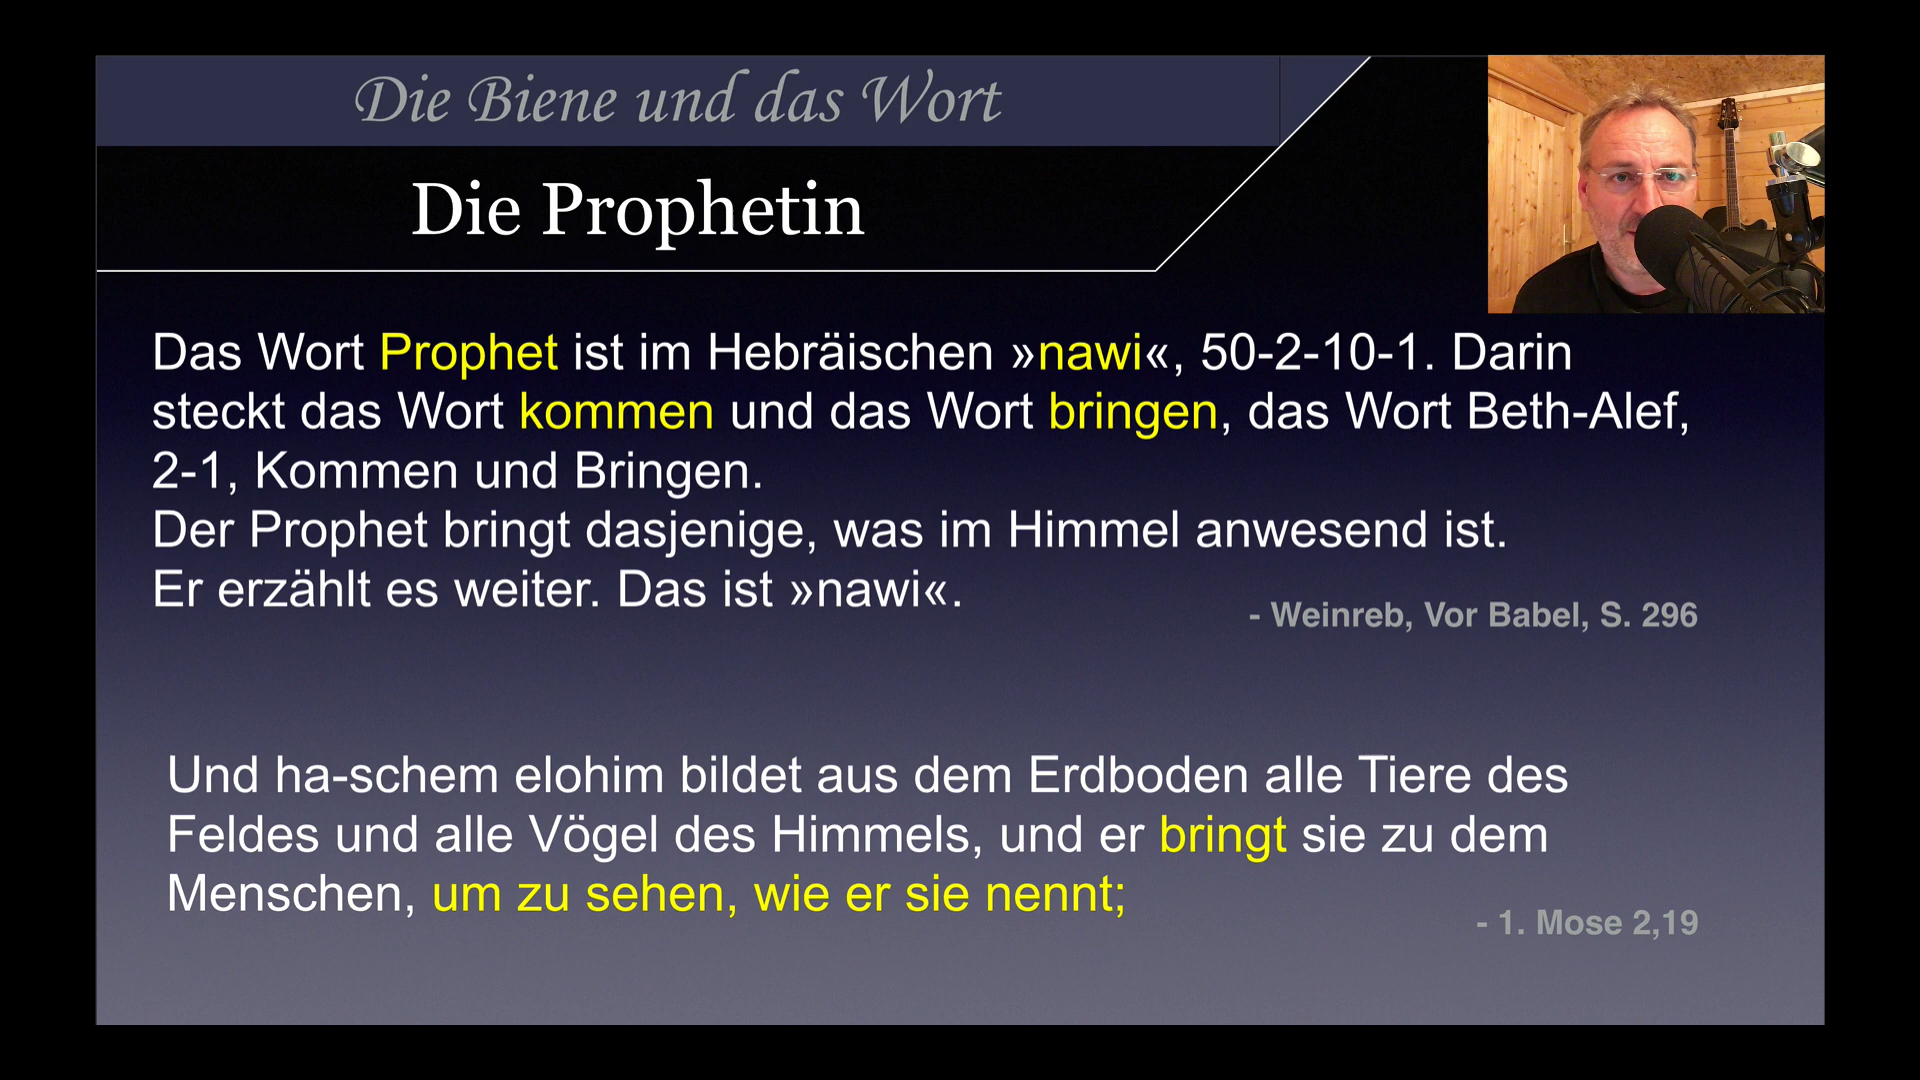 Die Biene und das Wort
Die Prophetin
Das Wort Prophet ist im Hebräischen »nawi«, 50-2-10-1. Darin
steckt das Wort kommen und das Wort bringen, das Wort Beth-Alef,
2-1, Kommen und Bringen.
Der Prophet bringt dasjenige, was im Himmel anwesend ist.
Er erzählt es weiter. Das ist »nawi«.
- Weinreb, Vor Babel, S. 296
Und ha-schem elohim bildet aus dem Erdboden alle Tiere des
Feldes und alle Vögel des Himmels, und er bringt sie zu dem
Menschen, um zu sehen, wie er sie nennt;
- 1. Mose 2,19